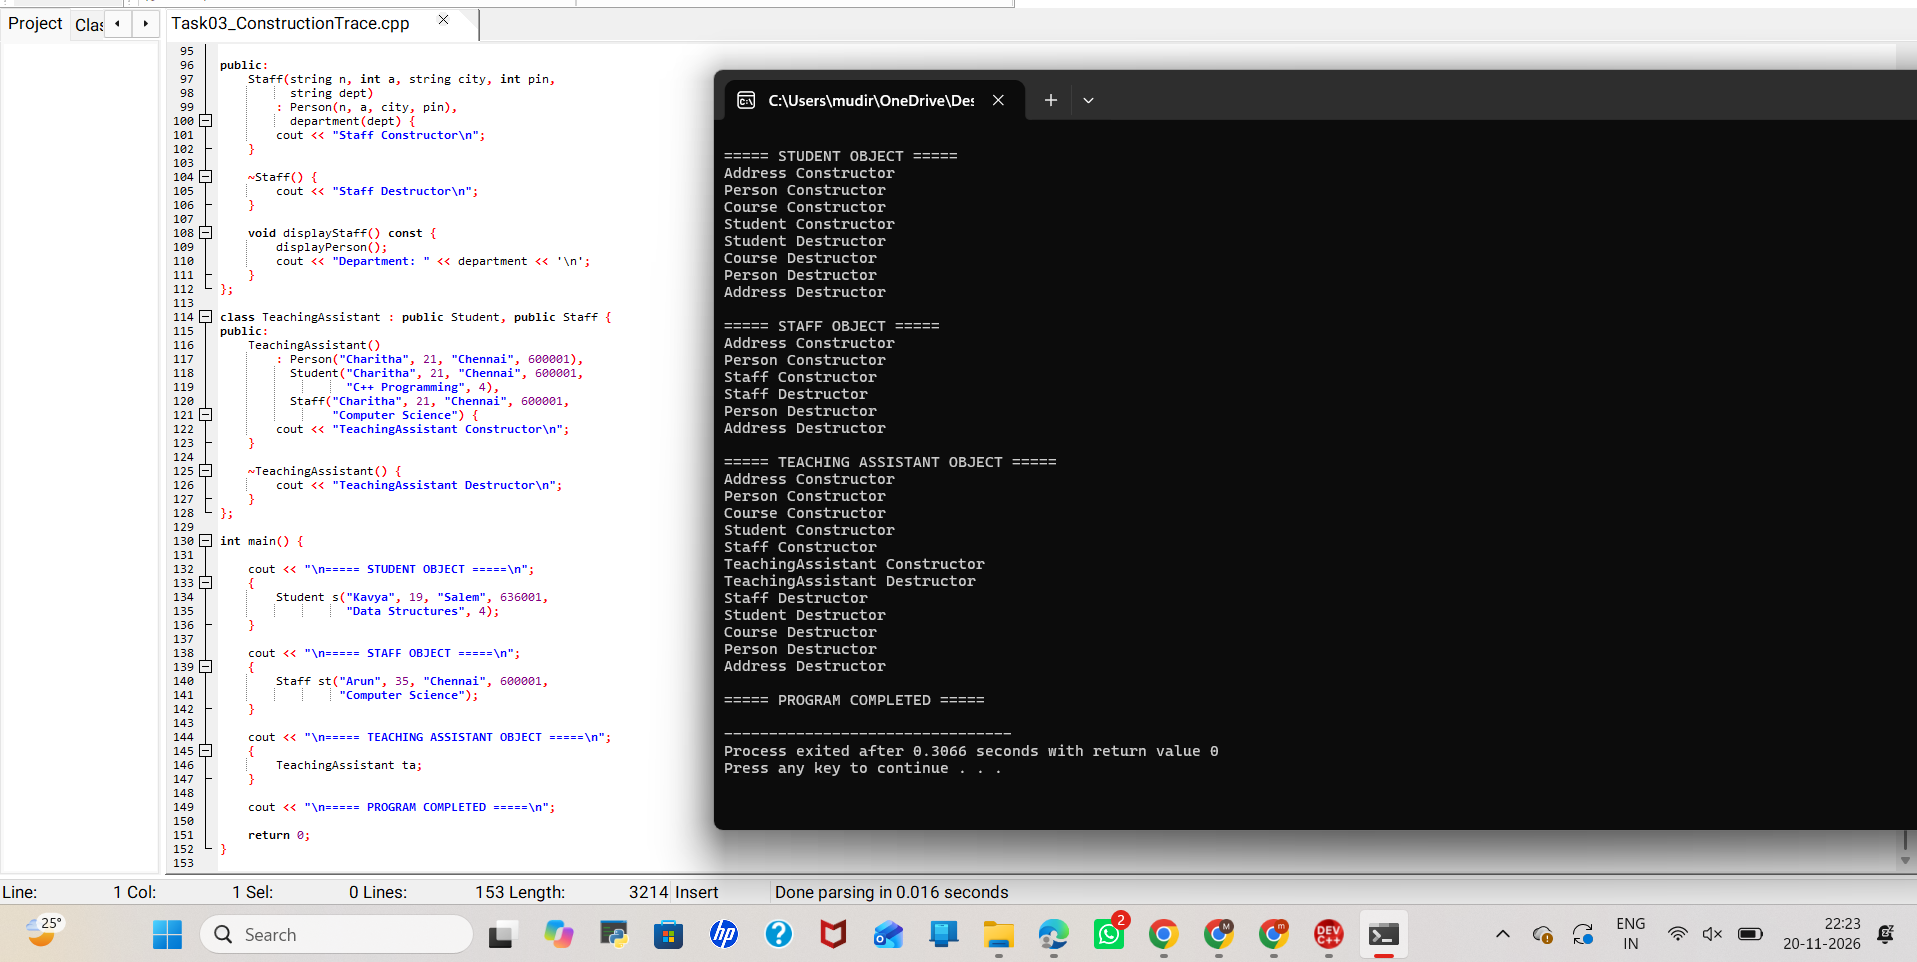 Project
Clas
Task03_ConstructionTrace.cpp
95
96 public:
97 Staff(string n, int a, string city, int pin,
98 string dept)
99 : Person(n, a, city, pin),
100 department(dept) {
101 cout << "Staff Constructor\n";
102 }
103
104 ~Staff() {
105 cout << "Staff Destructor\n";
106 }
107
108 void displayStaff() const {
109 displayPerson();
110 cout << "Department: " << department << '\n';
111 }
112 };
113
114 class TeachingAssistant : public Student, public Staff {
115 public:
116 TeachingAssistant()
117 : Person("Charitha", 21, "Chennai", 600001),
118 Student("Charitha", 21, "Chennai", 600001,
119 "C++ Programming", 4),
120 Staff("Charitha", 21, "Chennai", 600001,
121 "Computer Science") {
122 cout << "TeachingAssistant Constructor\n";
123 }
124
125 ~TeachingAssistant() {
126 cout << "TeachingAssistant Destructor\n";
127 }
128 };
129
130 int main() {
131
132 cout << "\n===== STUDENT OBJECT =====\n";
133 {
134 Student s("Kavya", 19, "Salem", 636001,
135 "Data Structures", 4);
136 }
137
138 cout << "\n===== STAFF OBJECT =====\n";
139 {
140 Staff st("Arun", 35, "Chennai", 600001,
141 "Computer Science");
142 }
143
144 cout << "\n===== TEACHING ASSISTANT OBJECT =====\n";
145 {
146 TeachingAssistant ta;
147 }
148
149 cout << "\n===== PROGRAM COMPLETED =====\n";
150
151 return 0;
152 }
153
C:\Users\mudir\OneDrive\Des
===== STUDENT OBJECT =====
Address Constructor
Person Constructor
Course Constructor
Student Constructor
Student Destructor
Course Destructor
Person Destructor
Address Destructor
===== STAFF OBJECT =====
Address Constructor
Person Constructor
Staff Constructor
Staff Destructor
Person Destructor
Address Destructor
===== TEACHING ASSISTANT OBJECT =====
Address Constructor
Person Constructor
Course Constructor
Student Constructor
Staff Constructor
TeachingAssistant Constructor
TeachingAssistant Destructor
Staff Destructor
Student Destructor
Course Destructor
Person Destructor
Address Destructor
===== PROGRAM COMPLETED =====
--------------------------------
Process exited after 0.3066 seconds with return value 0
Press any key to continue . . .
Line: 1 Col: 1 Sel: 0 Lines: 153 Length: 3214 Insert Done parsing in 0.016 seconds
25°
Search
hp
2
M
m
DEV
C++
ENG
IN
22:23
20-11-2026